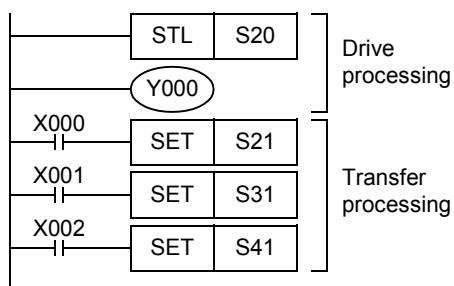 STL S20
Drive
processing
Y000
X000
SET S21
X001
SET S31
Transfer
processing
X002
SET S41